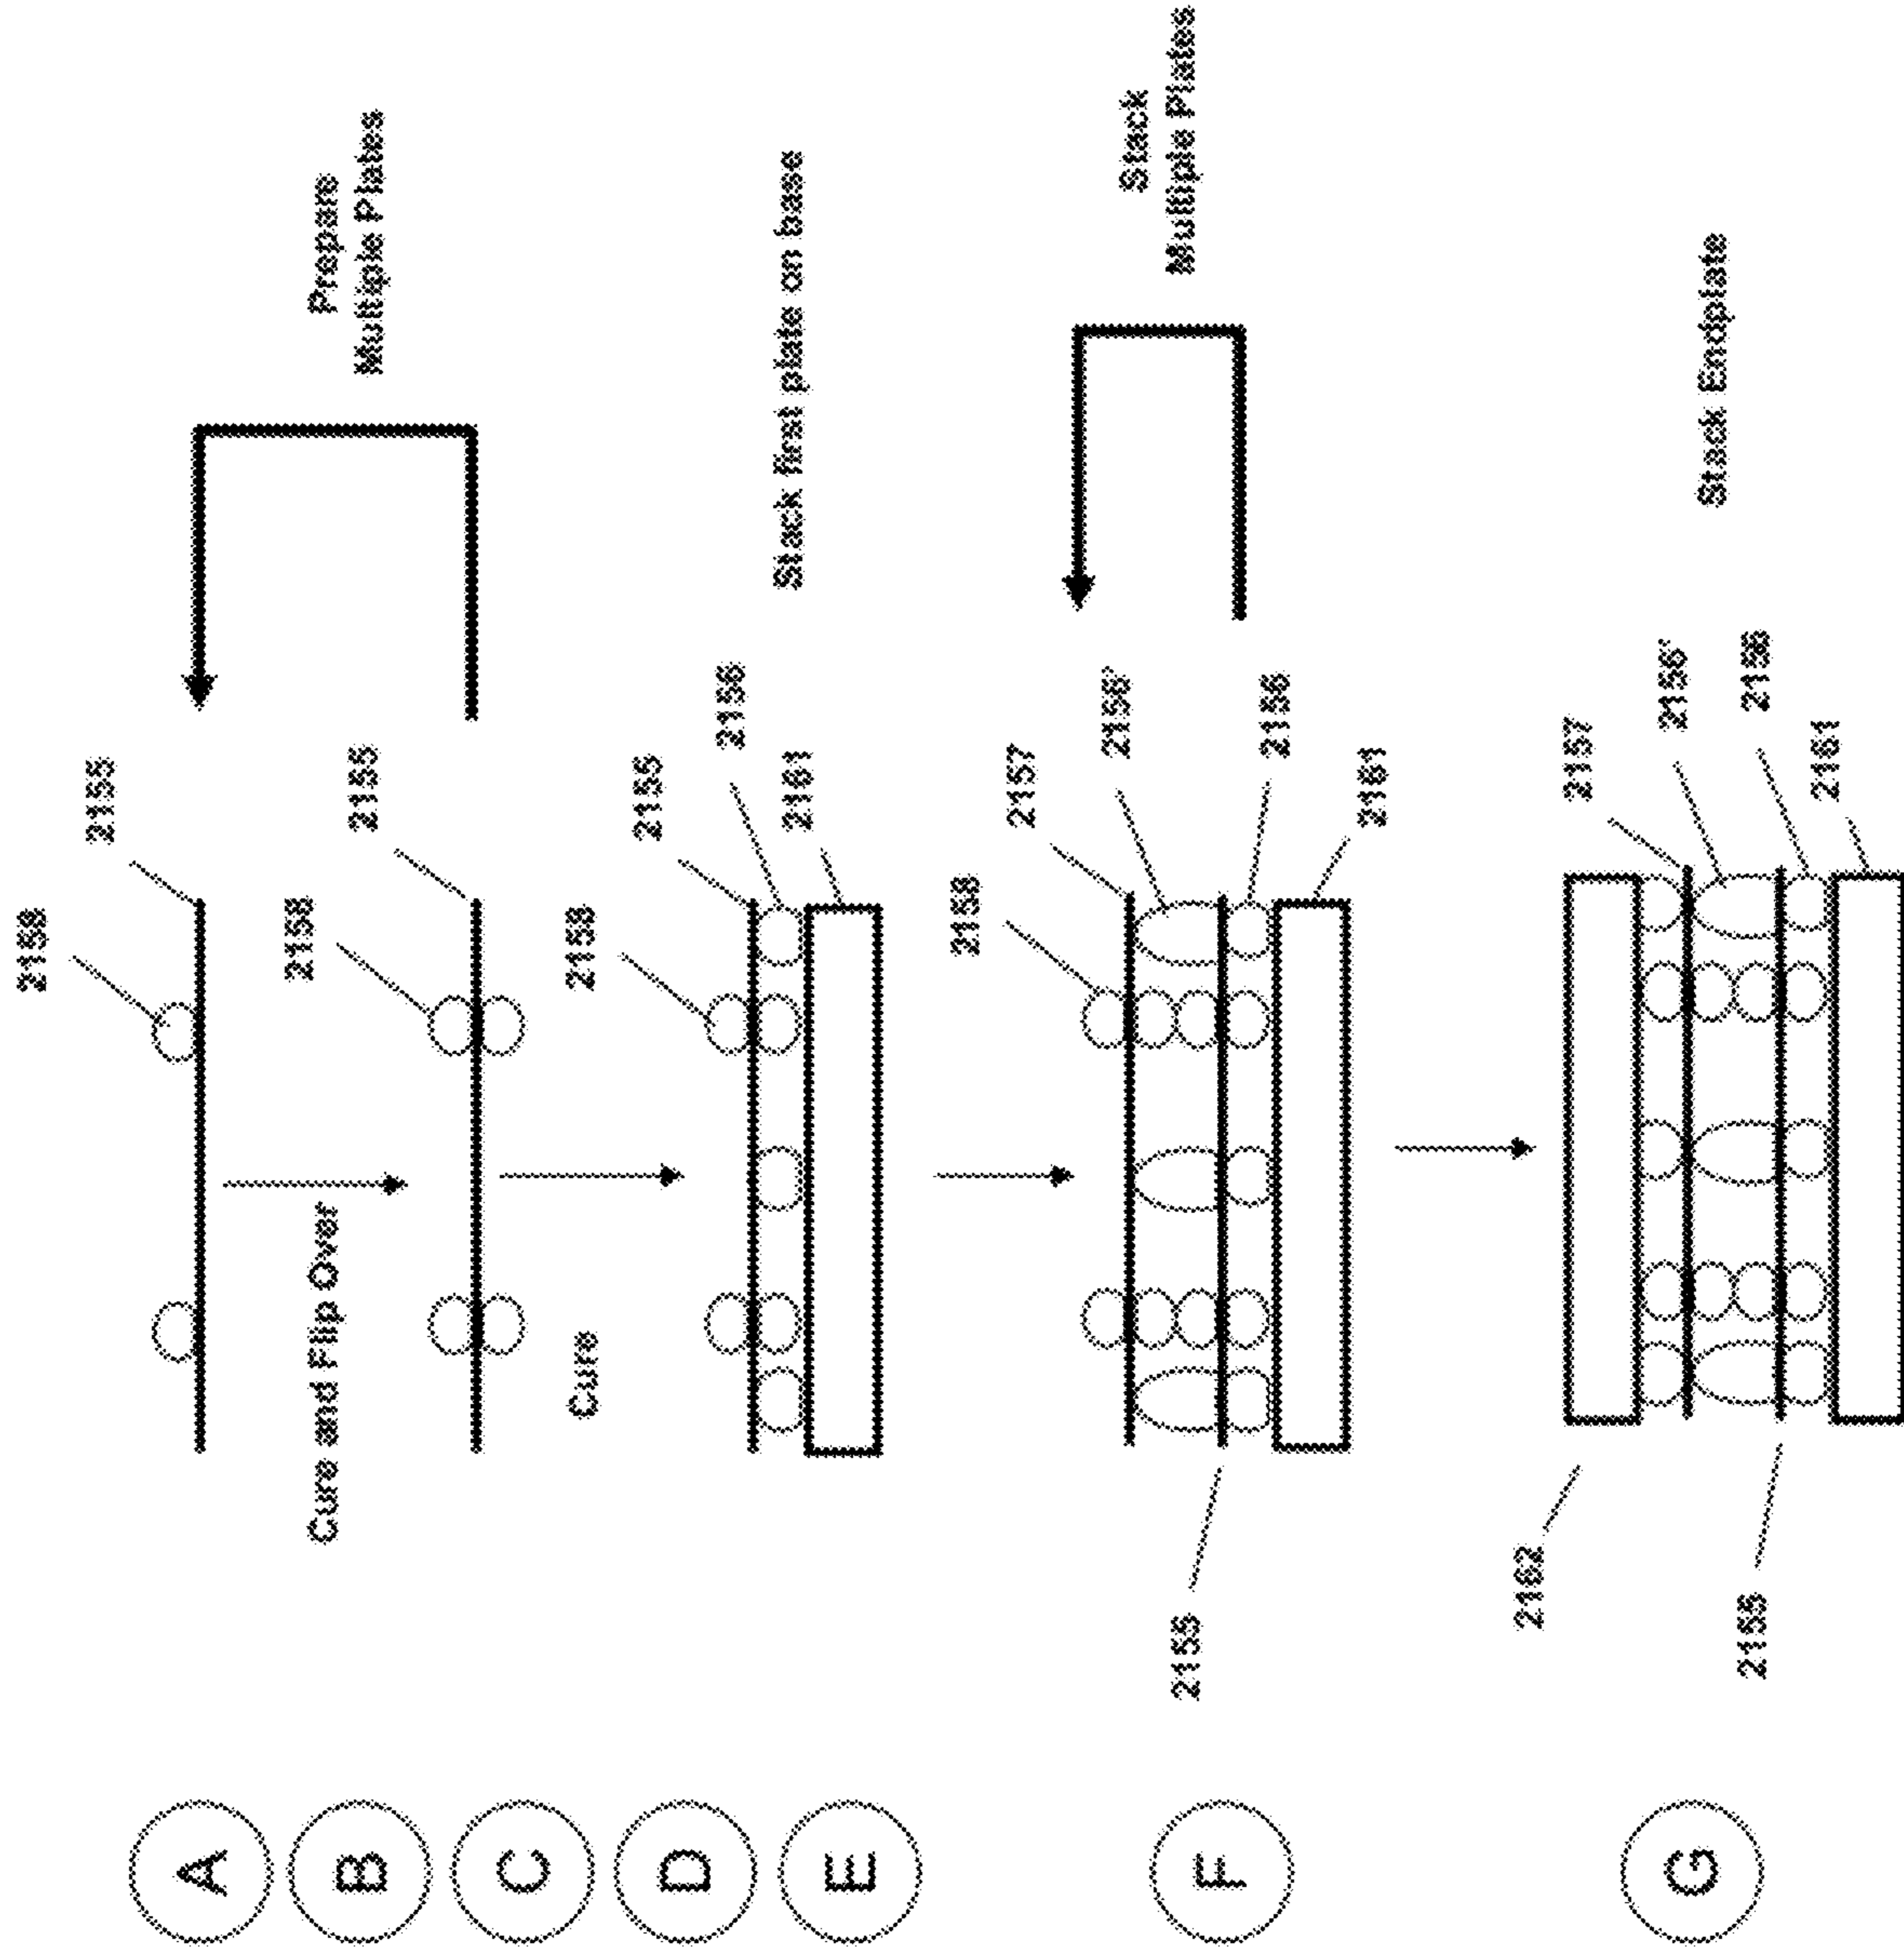 2158
2155
A
2158
Cure and Flip Over
Prepare
Multiple Plates
B
2155
C
Cure
2158
2155
D
2156
Stack first plate on base
2161
E
2158
2157
2156'
Stack
Multiple Plates
2155
F
2156
2161
2162
2157
2156'
G
Stack Endplate
2155
2156
2161